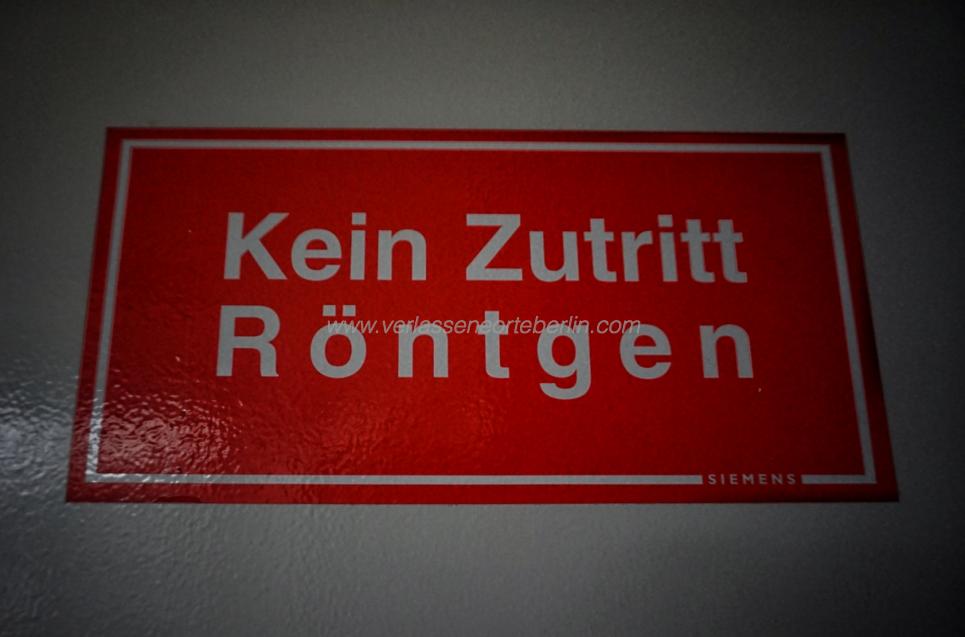 Kein Zutritt
Röntgen
www.verlasseneorteberlin.com
SIEMENS